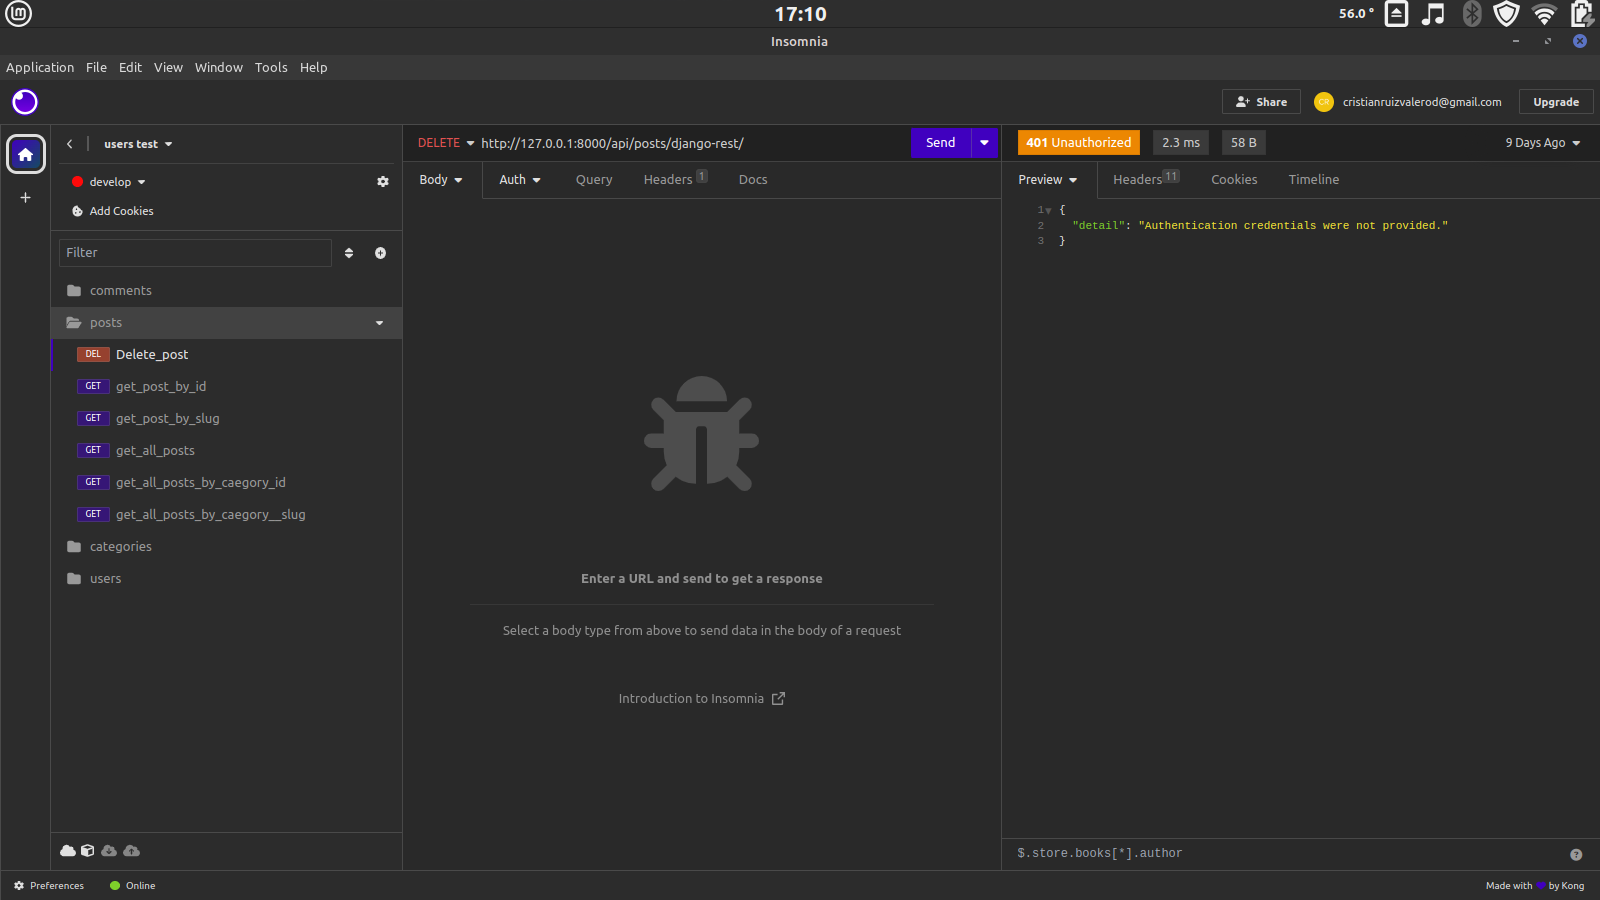 17:10
56.0 °
Insomnia
Application File Edit View Window Tools Help
Share
CR
cristianruizvalerod@gmail.com
Upgrade
users test
develop
Add Cookies
Filter
comments
posts
DEL Delete_post
GET get_post_by_id
GET get_post_by_slug
GET get_all_posts
GET get_all_posts_by_caegory_id
GET get_all_posts_by_caegory__slug
categories
users
DELETE http://127.0.0.1:8000/api/posts/django-rest/
Send
Body Auth Query Headers 1 Docs
Enter a URL and send to get a response
Select a body type from above to send data in the body of a request
Introduction to Insomnia
401 Unauthorized 2.3 ms 58 B 9 Days Ago
Preview Headers 11 Cookies Timeline
1 {
2 "detail": "Authentication credentials were not provided."
3 }
$.store.books[*].author
?
Preferences Online
Made with by Kong